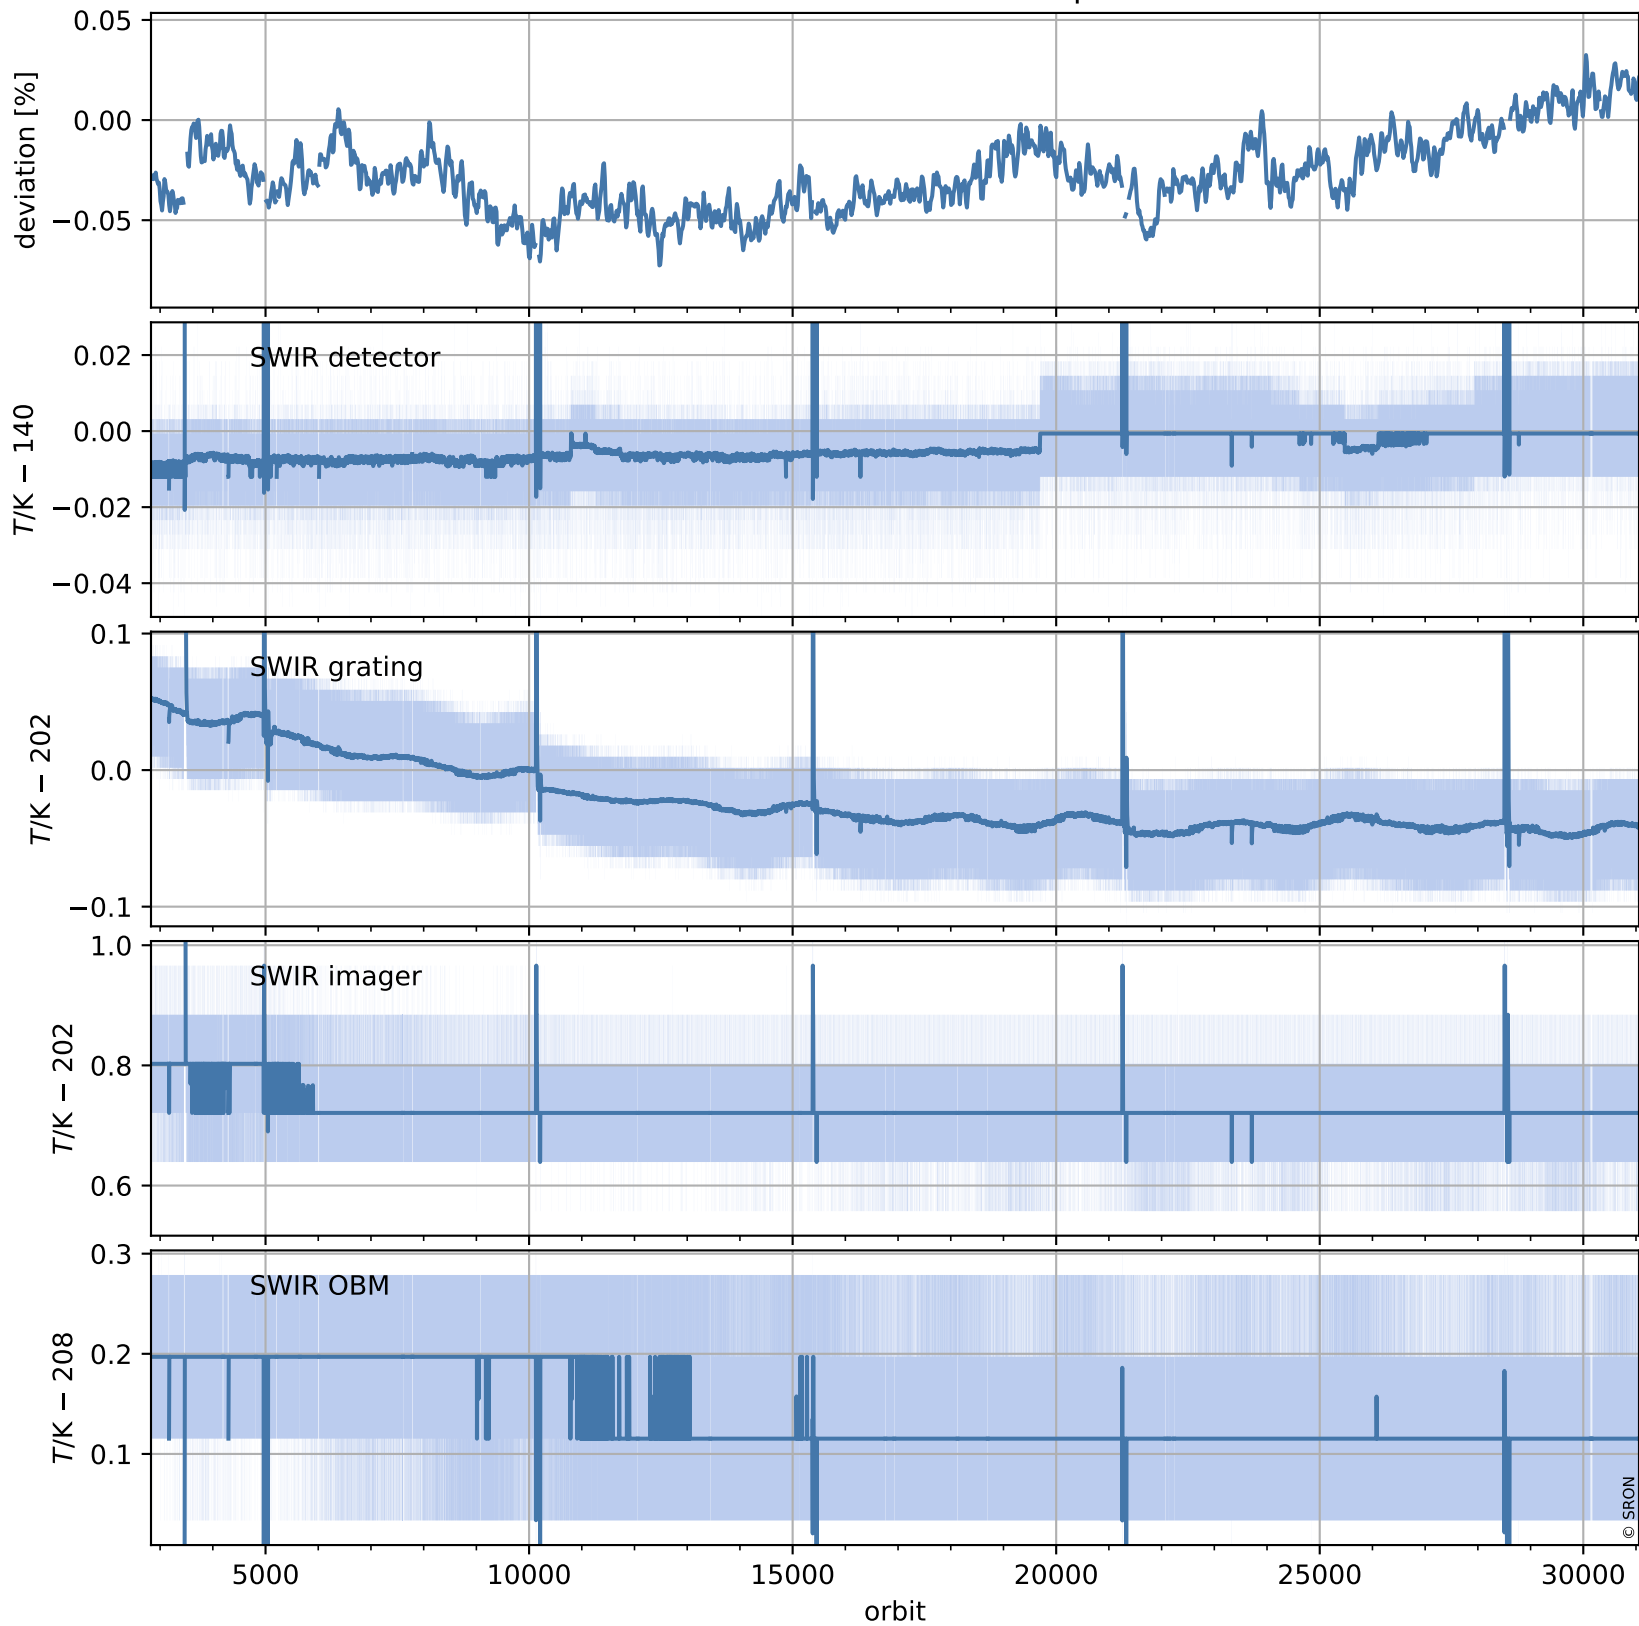 0.05
0.00
−0.05
deviation [%]
SWIR detector
0.02
0.00
−0.02
−0.04
T/K − 140
SWIR grating
0.1
0.0
−0.1
T/K − 202
SWIR imager
1.0
0.8
0.6
T/K − 202
SWIR OBM
0.3
0.2
0.1
T/K − 208
© SRON
5000 10000 15000 20000 25000 30000
orbit